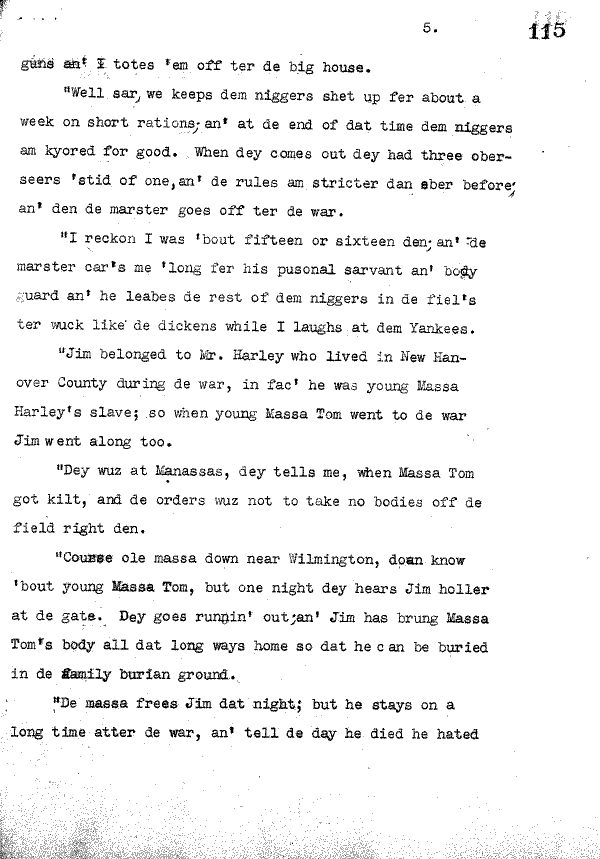 5.
115
guns an' I totes 'em off ter de big house.
"Well sar, we keeps dem niggers shet up fer about a
week on short rations; an' at de end of dat time dem niggers
am kyored for good. When dey comes out dey had three ober-
seers 'stid of one, an' de rules am stricter dan eber before;
an' den de marster goes off ter de war.
"I reckon I was 'bout fifteen or sixteen den; an' de
marster car's me 'long fer his pusonal sarvant an' body
guard an' he leabes de rest of dem niggers in de fiel's
ter wuck like de dickens while I laughs at dem Yankees.
"Jim belonged to Mr. Harley who lived in New Han-
over County during de war, in fac' he was young Massa
Harley's slave; so when young Massa Tom went to de war
Jim went along too.
"Dey wuz at Manassas, dey tells me, when Massa Tom
got kilt, and de orders wuz not to take no bodies off de
field right den.
"Course ole massa down near Wilmington, doan know
'bout young Massa Tom, but one night dey hears Jim holler
at de gate. Dey goes runnin' out; an' Jim has brung Massa
Tom's body all dat long ways home so dat he can be buried
in de family burian ground.
"De massa frees Jim dat night; but he stays on a
long time atter de war, an' tell de day he died he hated